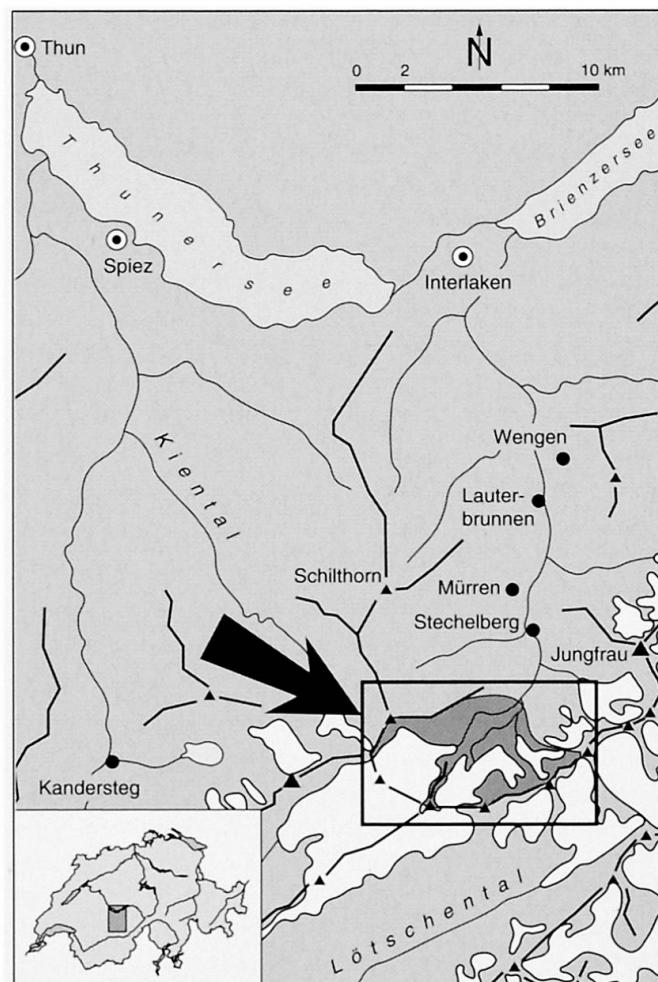 Thun
N
0 2 10 km
Thunersee
Brienzersee
Spiez
Interlaken
Kiental
Wengen
Lauter-
brunnen
Schilthorn
Mürren
Stechelberg
Jungfrau
Kandersteg
Lötschental